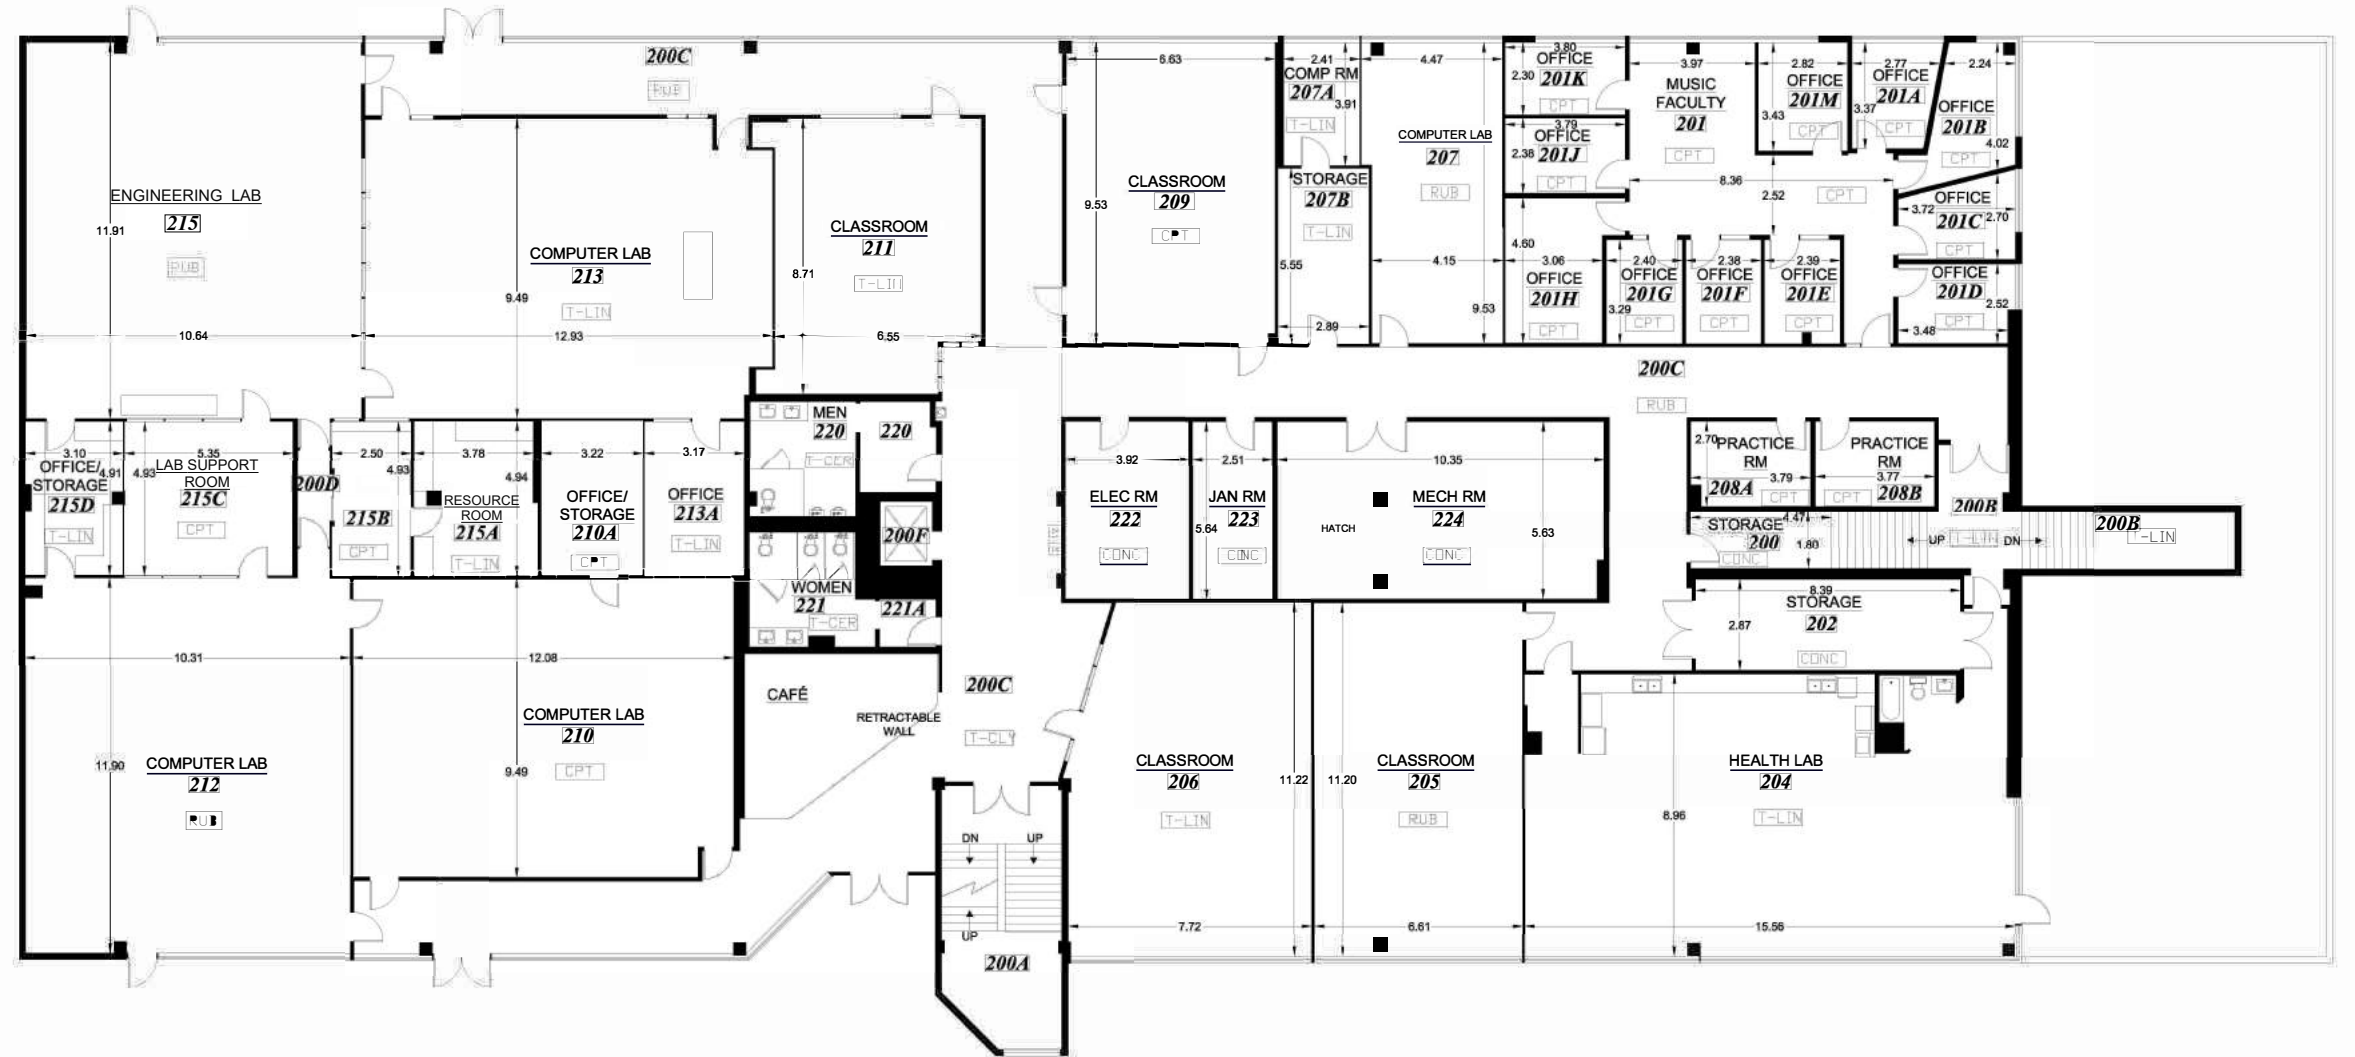 ENGINEERING LAB
215
RUB
11.91
10.64
200C
RUB
COMPUTER LAB
213
T-LIN
9.49
12.93
CLASSROOM
211
T-LIN
8.71
6.55
6.63
CLASSROOM
209
CPT
9.53
2.41
COMP RM
207A
3.91
T-LIN
STORAGE
207B
T-LIN
5.55
2.89
4.47
COMPUTER LAB
207
RUB
4.15
9.53
3.80
OFFICE
2.30
201K
CPT
3.79
OFFICE
2.38
201J
CPT
4.60
3.06
OFFICE
201H
CPT
3.97
MUSIC
FACULTY
201
CPT
8.36
2.52
CPT
2.82
OFFICE
201M
3.43
CPT
2.77
OFFICE
201A
3.37
CPT
2.24
OFFICE
201B
4.02
CPT
OFFICE
3.72
201C
2.70
CPT
OFFICE
201D
2.52
CPT
3.48
2.40
OFFICE
201G
3.29
CPT
2.38
OFFICE
201F
CPT
2.39
OFFICE
201E
CPT
200C
RUB
3.10
OFFICE/
STORAGE
4.91
215D
T-LIN
5.35
4.93
LAB SUPPORT
ROOM
215C
CPT
200D
2.50
4.93
215B
CPT
3.78
4.94
RESOURCE
ROOM
215A
T-LIN
3.22
OFFICE/
STORAGE
210A
CPT
3.17
OFFICE
213A
T-LIN
MEN
220
T-CER
220
200F
WOMEN
221
T-CER
221A
3.92
ELEC RM
222
CONC
2.51
JAN RM
223
5.64
CONC
10.35
MECH RM
224
HATCH
5.63
CONC
2.70
PRACTICE
RM
3.79
208A
CPT
PRACTICE
RM
3.77
208B
CPT
4.47
STORAGE
200
1.80
CONC
200B
UP
T-LIN
DN
200B
T-LIN
8.39
STORAGE
202
2.87
CONC
10.31
11.90
COMPUTER LAB
212
RUB
12.08
COMPUTER LAB
210
CPT
9.49
CAFÉ
RETRACTABLE
WALL
200C
T-CLY
DN
UP
UP
200A
CLASSROOM
206
T-LIN
11.22
7.72
CLASSROOM
205
RUB
11.20
6.61
HEALTH LAB
204
T-LIN
8.96
15.56